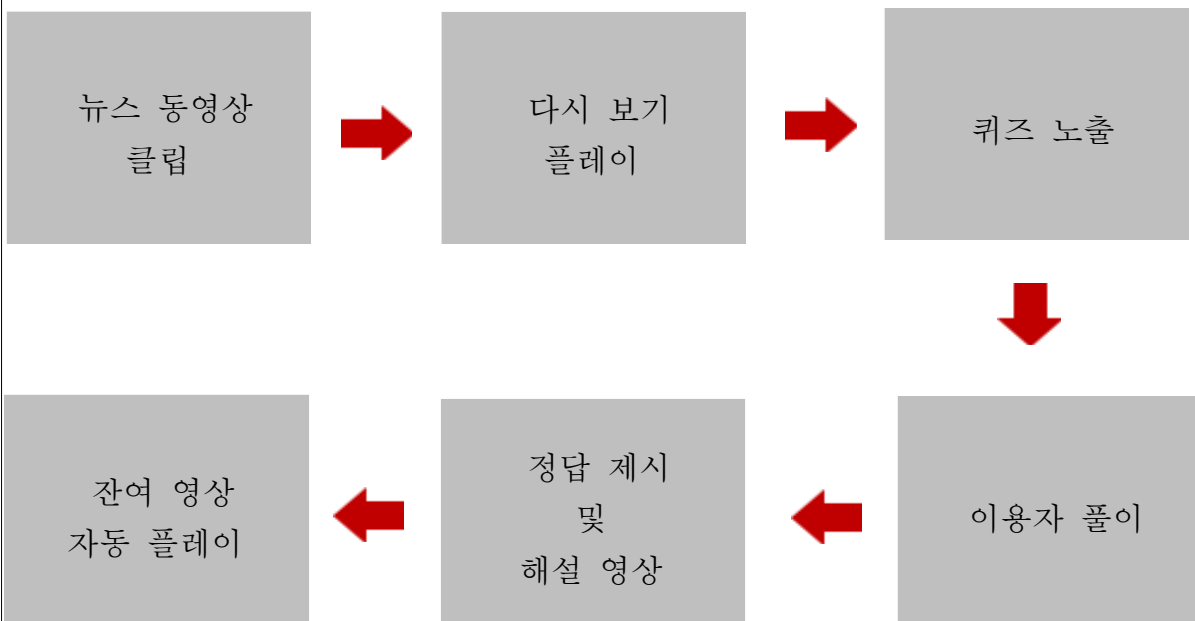 뉴스 동영상
클립
다시 보기
플레이
퀴즈 노출
이용자 풀이
정답 제시
및
해설 영상
잔여 영상
자동 플레이